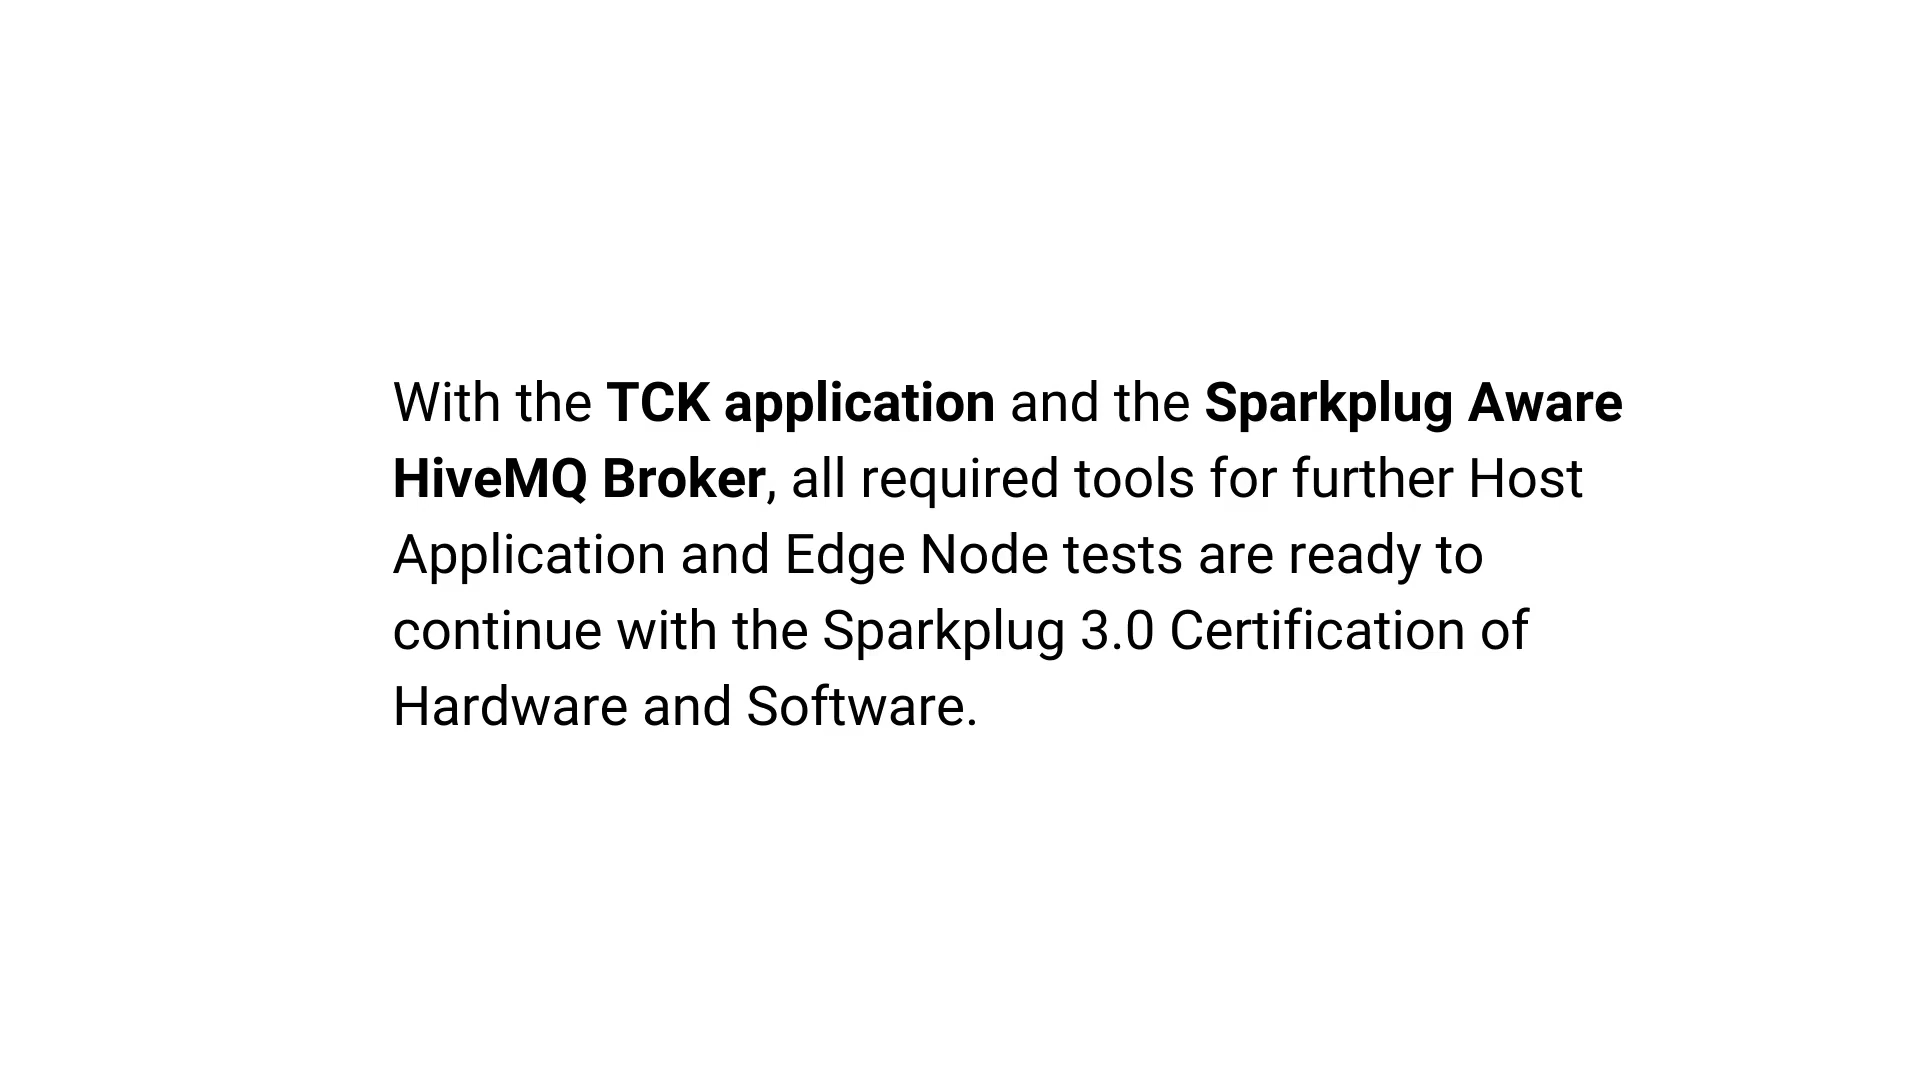 With the TCK application and the Sparkplug Aware
HiveMQ Broker, all required tools for further Host
Application and Edge Node tests are ready to
continue with the Sparkplug 3.0 Certification of
Hardware and Software.